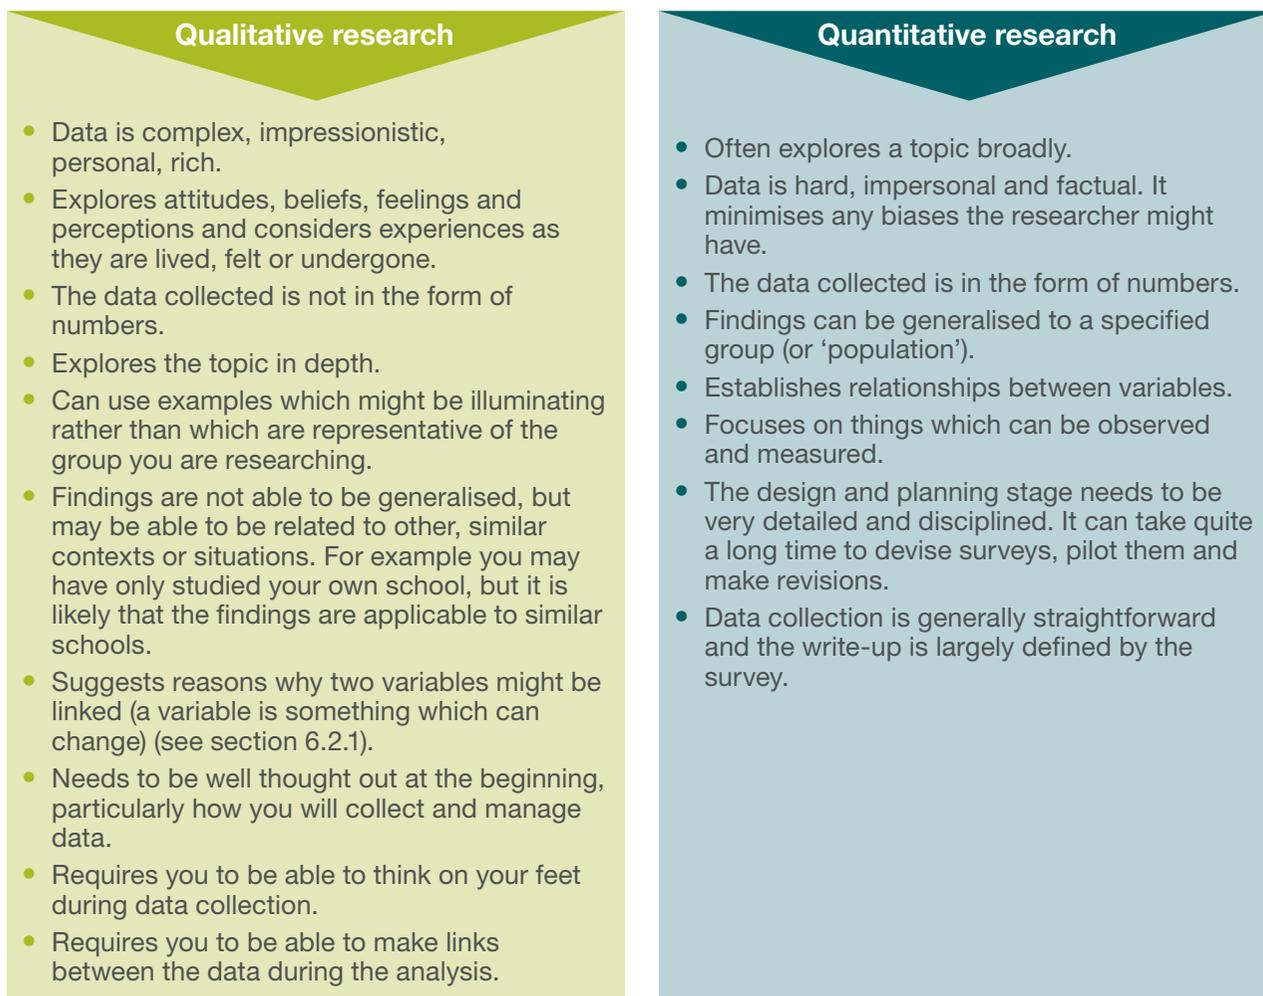 Qualitative research
• Data is complex, impressionistic,
personal, rich.
• Explores attitudes, beliefs, feelings and
perceptions and considers experiences as
they are lived, felt or undergone.
• The data collected is not in the form of
numbers.
• Explores the topic in depth.
• Can use examples which might be illuminating
rather than which are representative of the
group you are researching.
• Findings are not able to be generalised, but
may be able to be related to other, similar
contexts or situations. For example you may
have only studied your own school, but it is
likely that the findings are applicable to similar
schools.
• Suggests reasons why two variables might be
linked (a variable is something which can
change) (see section 6.2.1).
• Needs to be well thought out at the beginning,
particularly how you will collect and manage
data.
• Requires you to be able to think on your feet
during data collection.
• Requires you to be able to make links
between the data during the analysis.
Quantitative research
• Often explores a topic broadly.
• Data is hard, impersonal and factual. It
minimises any biases the researcher might
have.
• The data collected is in the form of numbers.
• Findings can be generalised to a specified
group (or ‘population’).
• Establishes relationships between variables.
• Focuses on things which can be observed
and measured.
• The design and planning stage needs to be
very detailed and disciplined. It can take quite
a long time to devise surveys, pilot them and
make revisions.
• Data collection is generally straightforward
and the write-up is largely defined by the
survey.